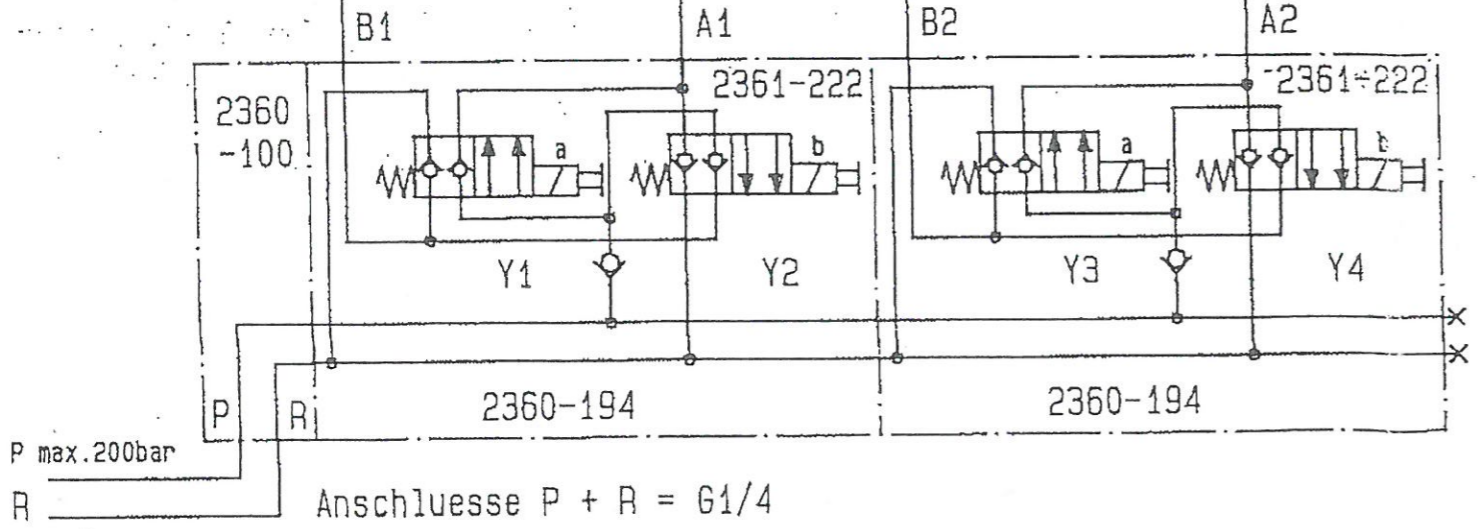 B1 A1 B2 A2
2361-222 2361-222
2360
-100
a b a b
Y1 Y2 Y3 Y4
2360-194 2360-194
P R
P max.200bar
R
Anschluesse P + R = G1/4